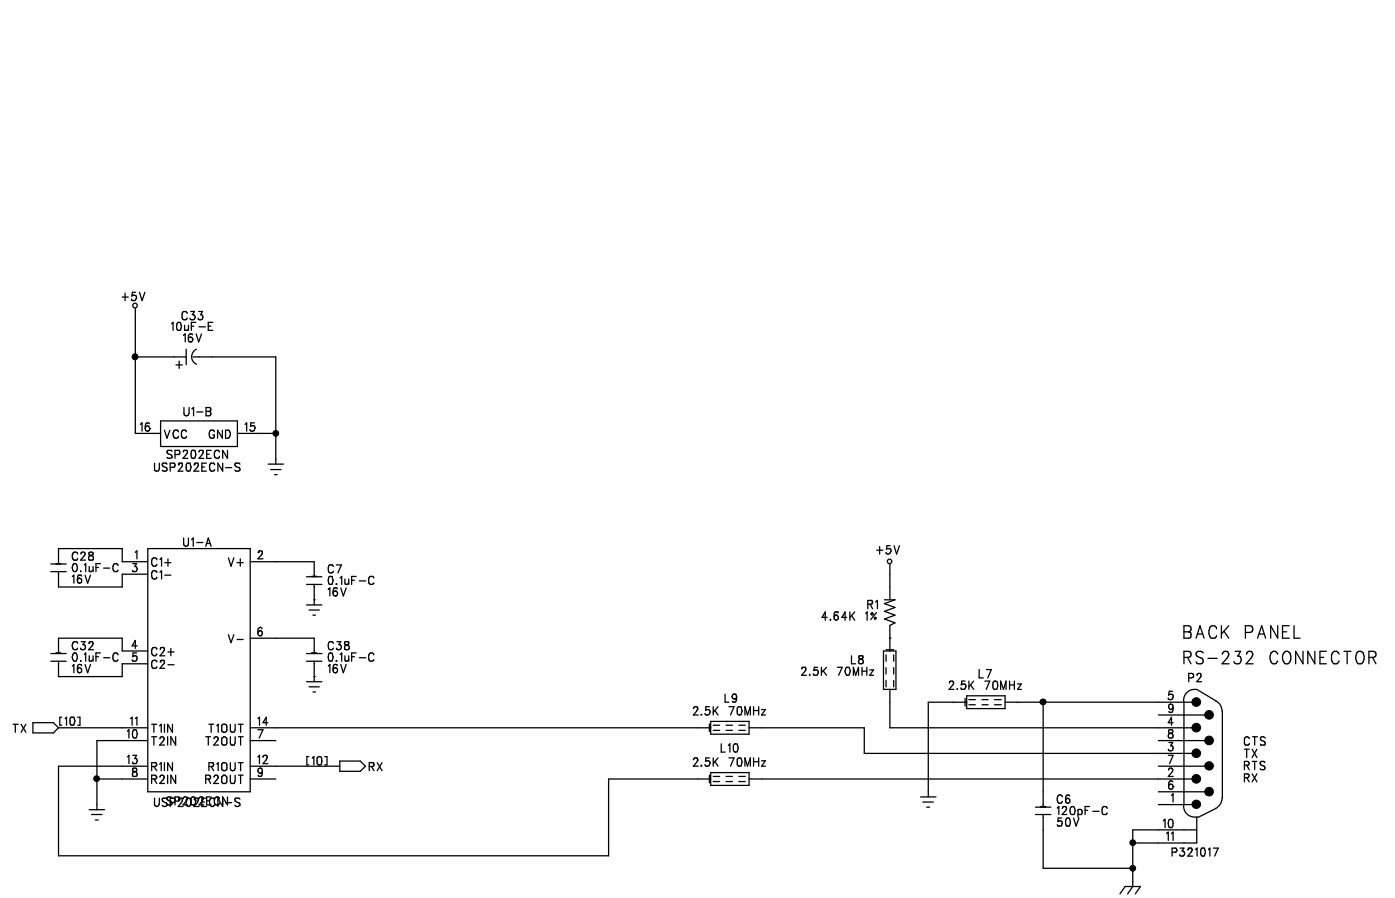 +5V
C33
10uF-E
16V
+
U1-B
16 VCC GND 15
SP202ECN
USP202ECN-S
U1-A
C28
0.1uF-C
16V
1 C1+
3 C1-
V+ 2
C7
0.1uF-C
16V
C32
0.1uF-C
16V
4 C2+
5 C2-
V- 6
C38
0.1uF-C
16V
TX [10] 11 T1IN T1OUT 14
10 T2IN T2OUT 7
13 R1IN R1OUT 12 [10] RX
8 R2IN R2OUT 9
SP202ECN
USP202ECN-S
L9
2.5K 70MHz
L10
2.5K 70MHz
+5V
R1
4.64K 1%
L8
2.5K 70MHz
L7
2.5K 70MHz
C6
120pF-C
50V
BACK PANEL
RS-232 CONNECTOR
P2
5
9
4
8 CTS
3 TX
7 RTS
2 RX
6
1
10
11
P321017